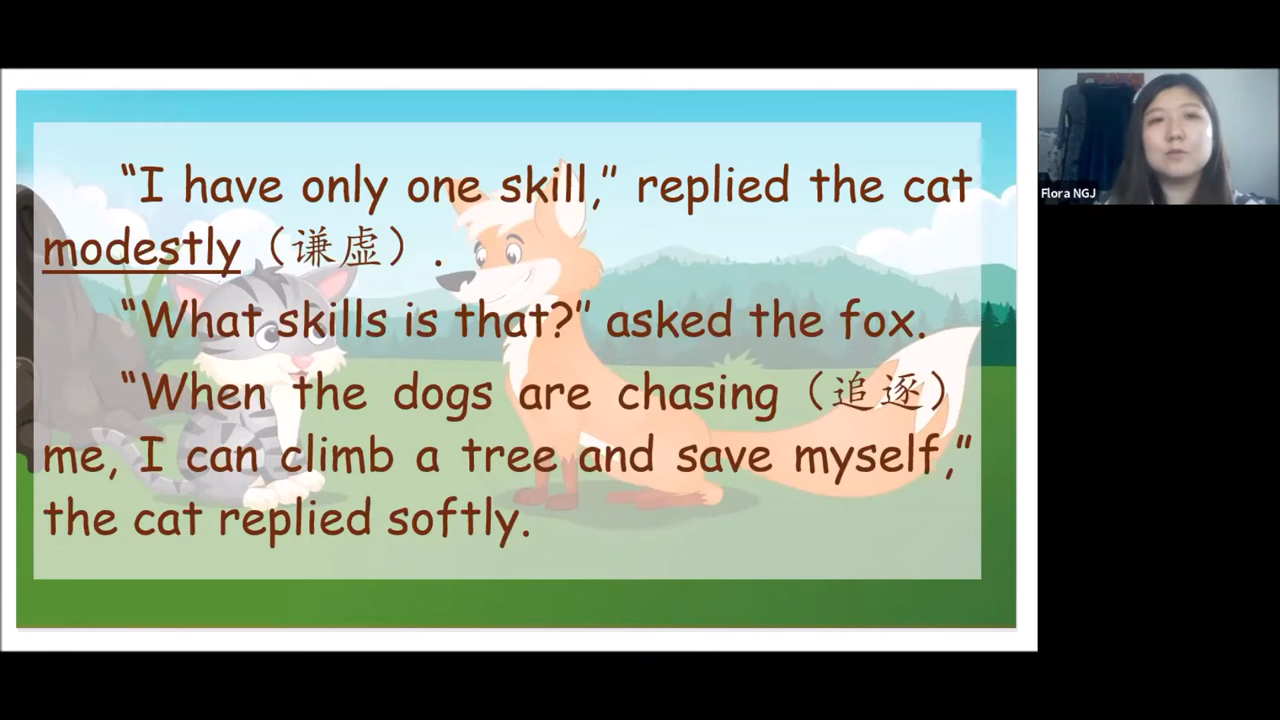 “I have only one skill,” replied the cat
modestly（谦虚）.
“What skills is that?” asked the fox.
“When the dogs are chasing（追逐）
me, I can climb a tree and save myself,”
the cat replied softly.
Flora NGJ